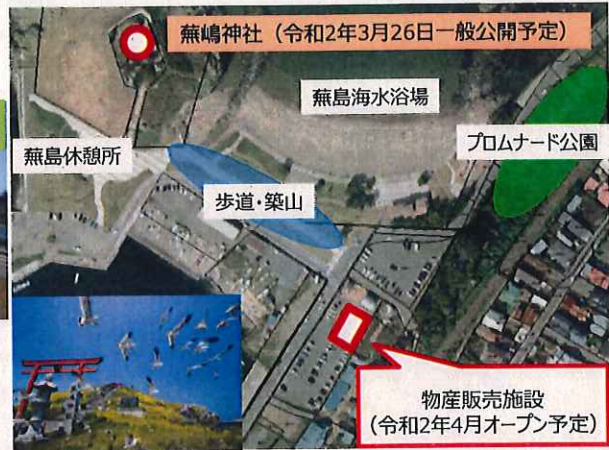 蕪嶋神社（令和2年3月26日一般公開予定）
蕪島海水浴場
プロムナード公園
蕪島休憩所
歩道・築山
物産販売施設
（令和2年4月オープン予定）